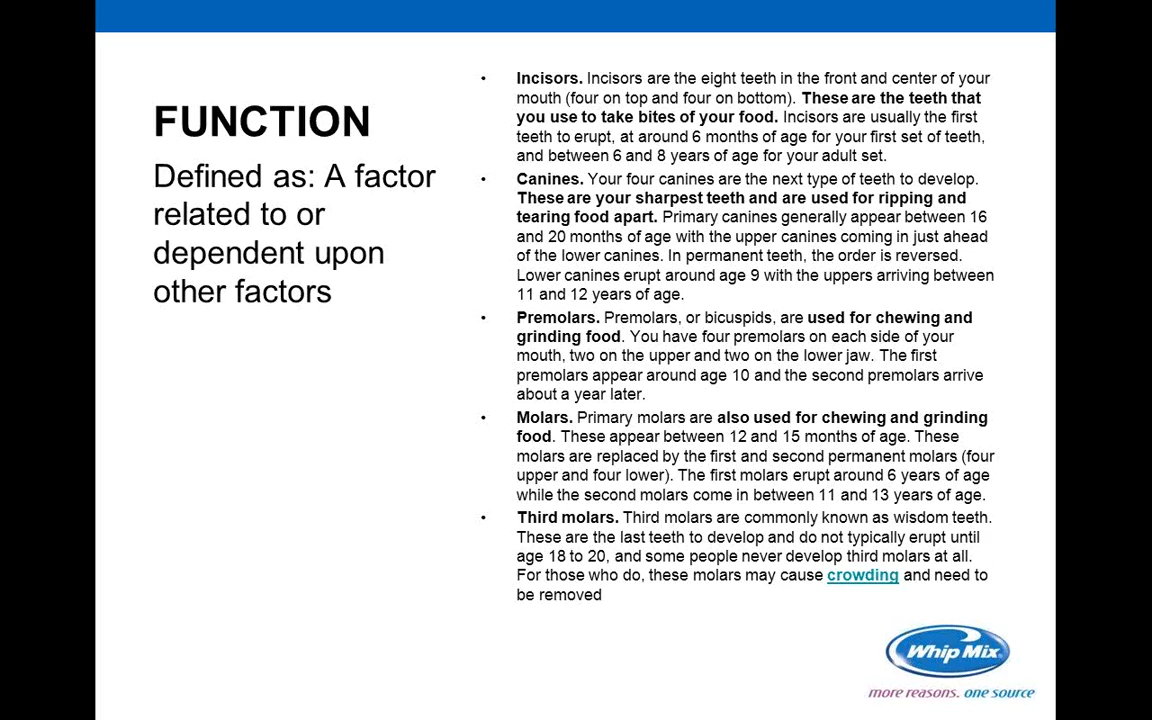 FUNCTION
Defined as: A factor
related to or
dependent upon
other factors
• Incisors. Incisors are the eight teeth in the front and center of your
mouth (four on top and four on bottom). These are the teeth that
you use to take bites of your food. Incisors are usually the first
teeth to erupt, at around 6 months of age for your first set of teeth,
and between 6 and 8 years of age for your adult set.
• Canines. Your four canines are the next type of teeth to develop.
These are your sharpest teeth and are used for ripping and
tearing food apart. Primary canines generally appear between 16
and 20 months of age with the upper canines coming in just ahead
of the lower canines. In permanent teeth, the order is reversed.
Lower canines erupt around age 9 with the uppers arriving between
11 and 12 years of age.
• Premolars. Premolars, or bicuspids, are used for chewing and
grinding food. You have four premolars on each side of your
mouth, two on the upper and two on the lower jaw. The first
premolars appear around age 10 and the second premolars arrive
about a year later.
• Molars. Primary molars are also used for chewing and grinding
food. These appear between 12 and 15 months of age. These
molars are replaced by the first and second permanent molars (four
upper and four lower). The first molars erupt around 6 years of age
while the second molars come in between 11 and 13 years of age.
• Third molars. Third molars are commonly known as wisdom teeth.
These are the last teeth to develop and do not typically erupt until
age 18 to 20, and some people never develop third molars at all.
For those who do, these molars may cause crowding and need to
be removed
Whip Mix®
more reasons. one source